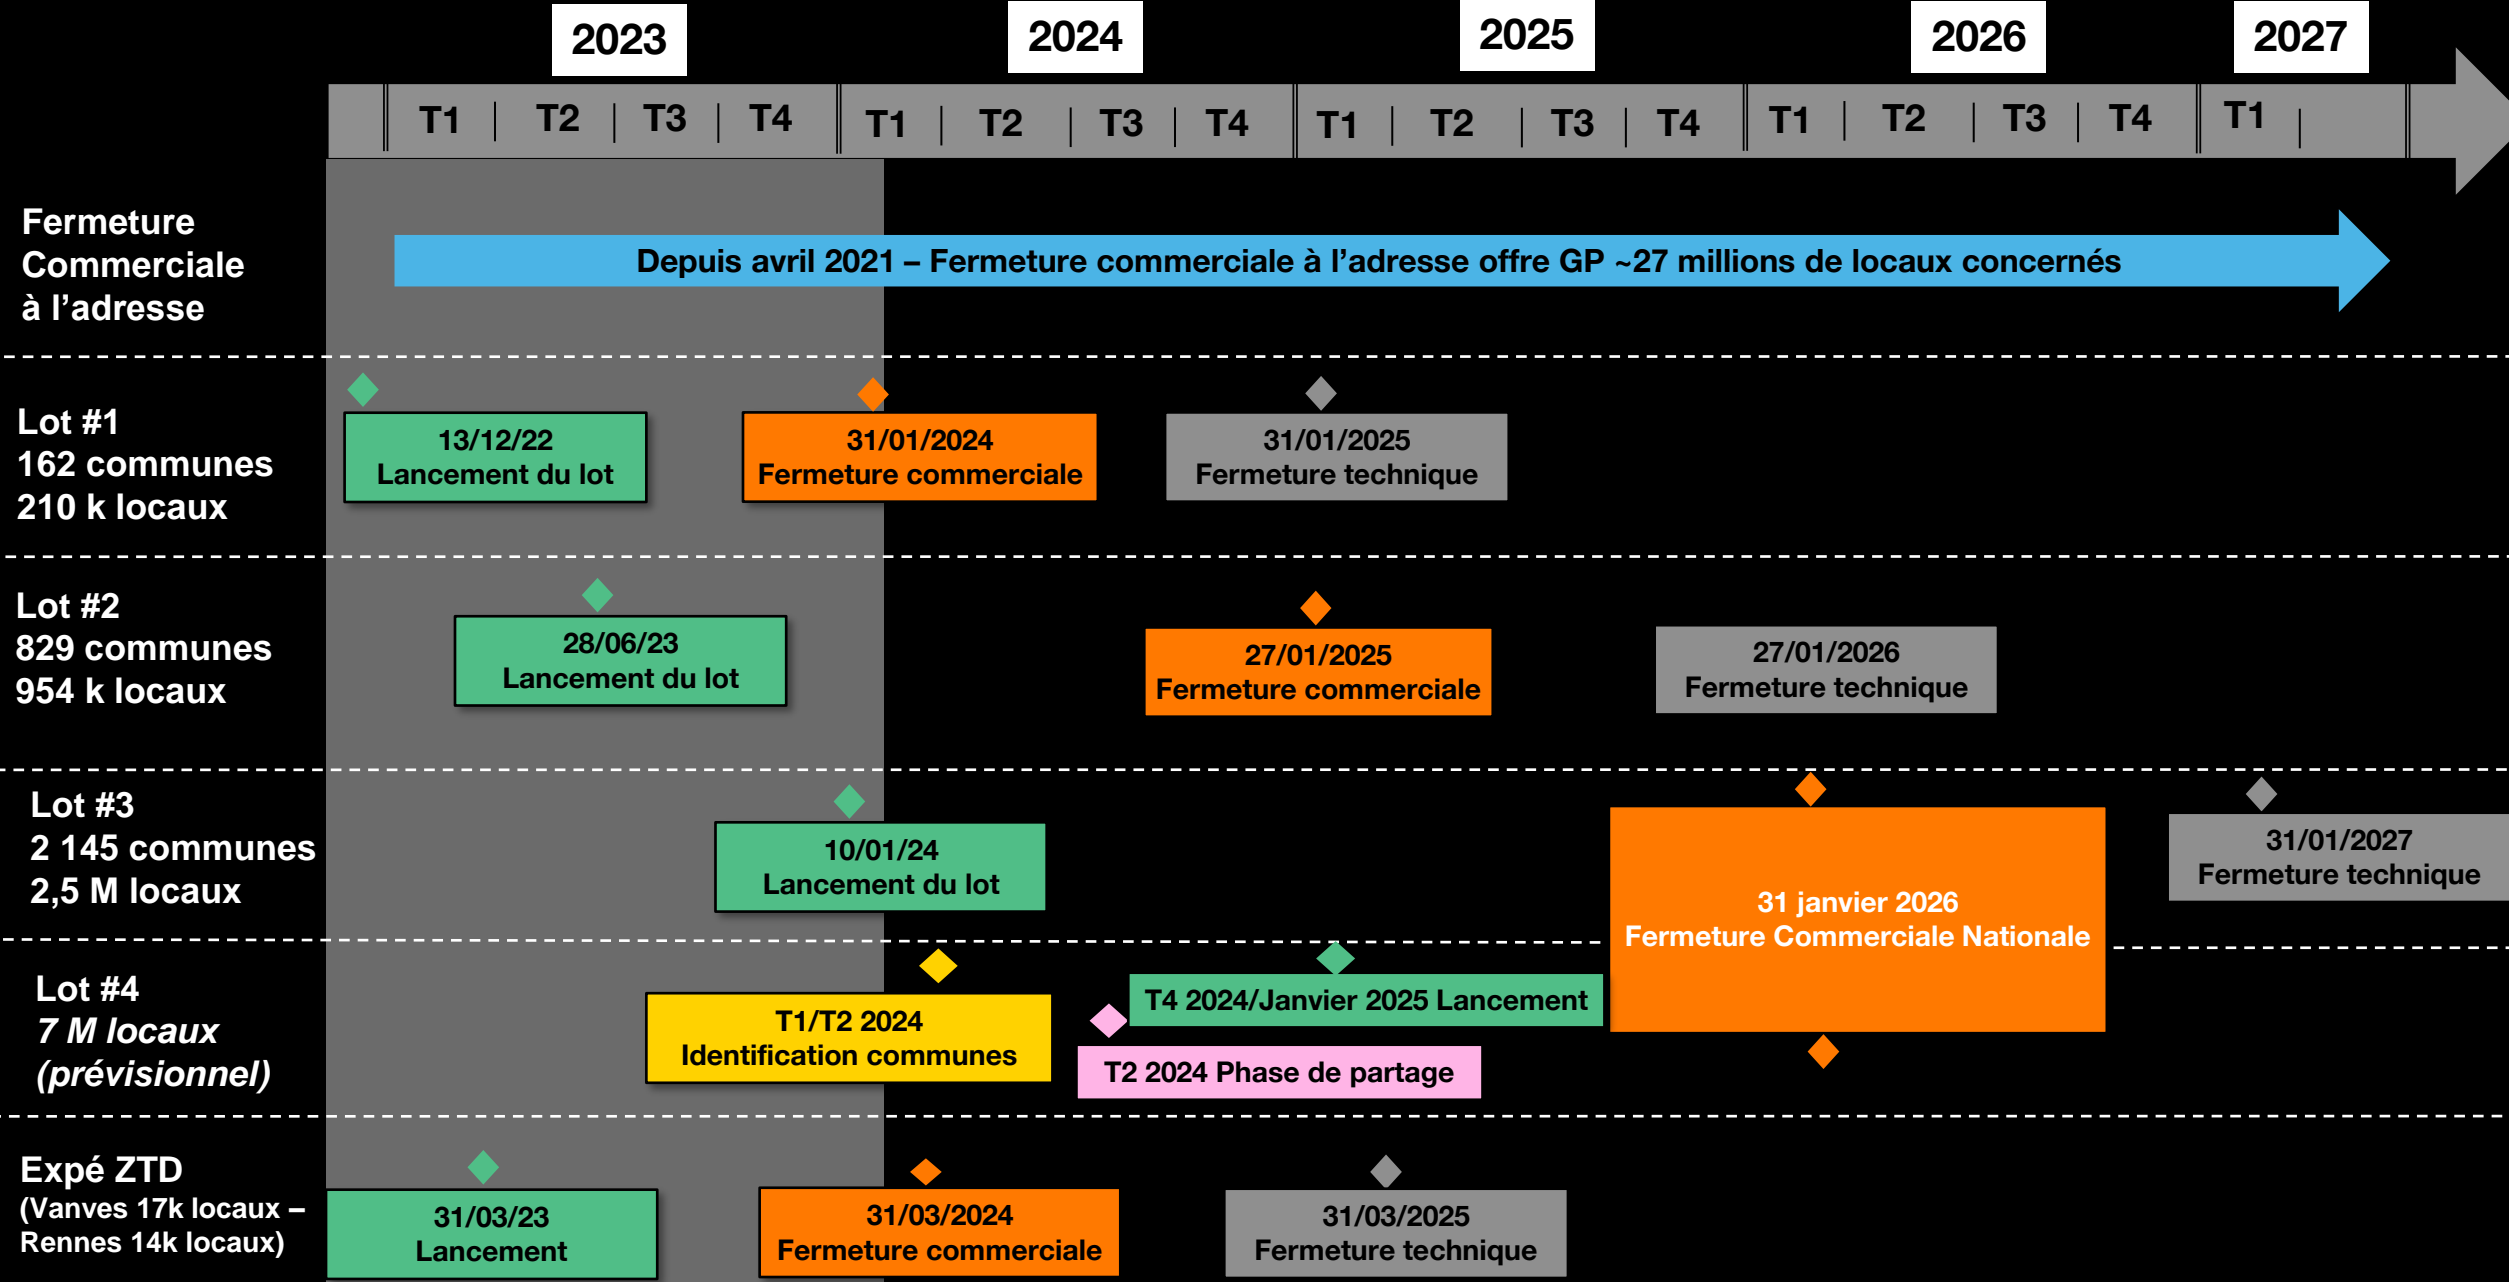 2023
2024
2025
2026
2027
T1
T2
T3
T4
T1
T2
T3
T4
T1
T2
T3
T4
T1
T2
T3
T4
T1
Fermeture
Commerciale
à l’adresse
Depuis avril 2021 – Fermeture commerciale à l’adresse offre GP ~27 millions de locaux concernés
Lot #1
162 communes
210 k locaux
13/12/22
Lancement du lot
31/01/2024
Fermeture commerciale
31/01/2025
Fermeture technique
Lot #2
829 communes
954 k locaux
28/06/23
Lancement du lot
27/01/2025
Fermeture commerciale
27/01/2026
Fermeture technique
Lot #3
2 145 communes
2,5 M locaux
10/01/24
Lancement du lot
31 janvier 2026
Fermeture Commerciale Nationale
31/01/2027
Fermeture technique
Lot #4
7 M locaux
(prévisionnel)
T1/T2 2024
Identification communes
T4 2024/Janvier 2025 Lancement
T2 2024 Phase de partage
Expé ZTD
(Vanves 17k locaux –
Rennes 14k locaux)
31/03/23
Lancement
31/03/2024
Fermeture commerciale
31/03/2025
Fermeture technique